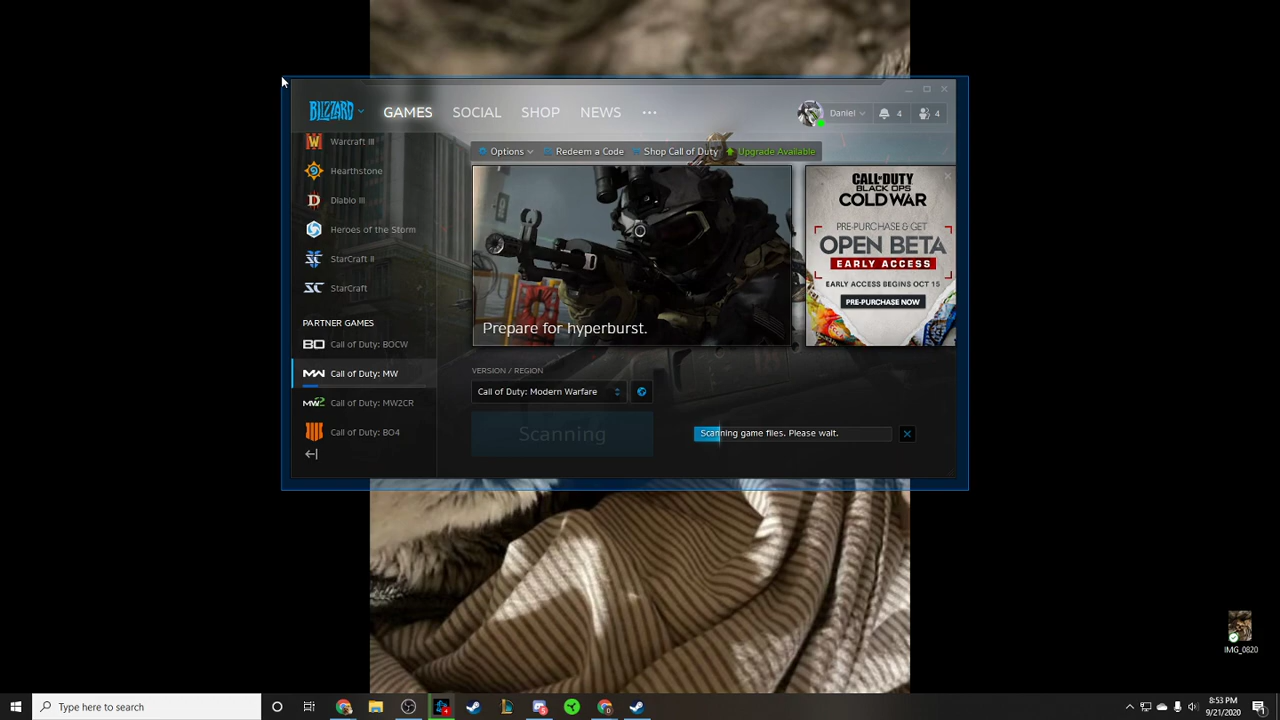 BLIZZARD
GAMES SOCIAL SHOP NEWS
Daniel 4 4
Warcraft III
Hearthstone
Diablo III
Heroes of the Storm
StarCraft II
StarCraft
PARTNER GAMES
Call of Duty: BOCW
Call of Duty: MW
Call of Duty: MW2CR
Call of Duty: BO4
Options Redeem a Code Shop Call of Duty Upgrade Available
Prepare for hyperburst.
CALL OF DUTY
BLACK OPS
COLD WAR
PRE-PURCHASE & GET
OPEN BETA
EARLY ACCESS
EARLY ACCESS BEGINS OCT 15
PRE-PURCHASE NOW
VERSION / REGION
Call of Duty: Modern Warfare
Scanning
Scanning game files. Please wait.
IMG_0820
Type here to search
8:53 PM
9/21/2020